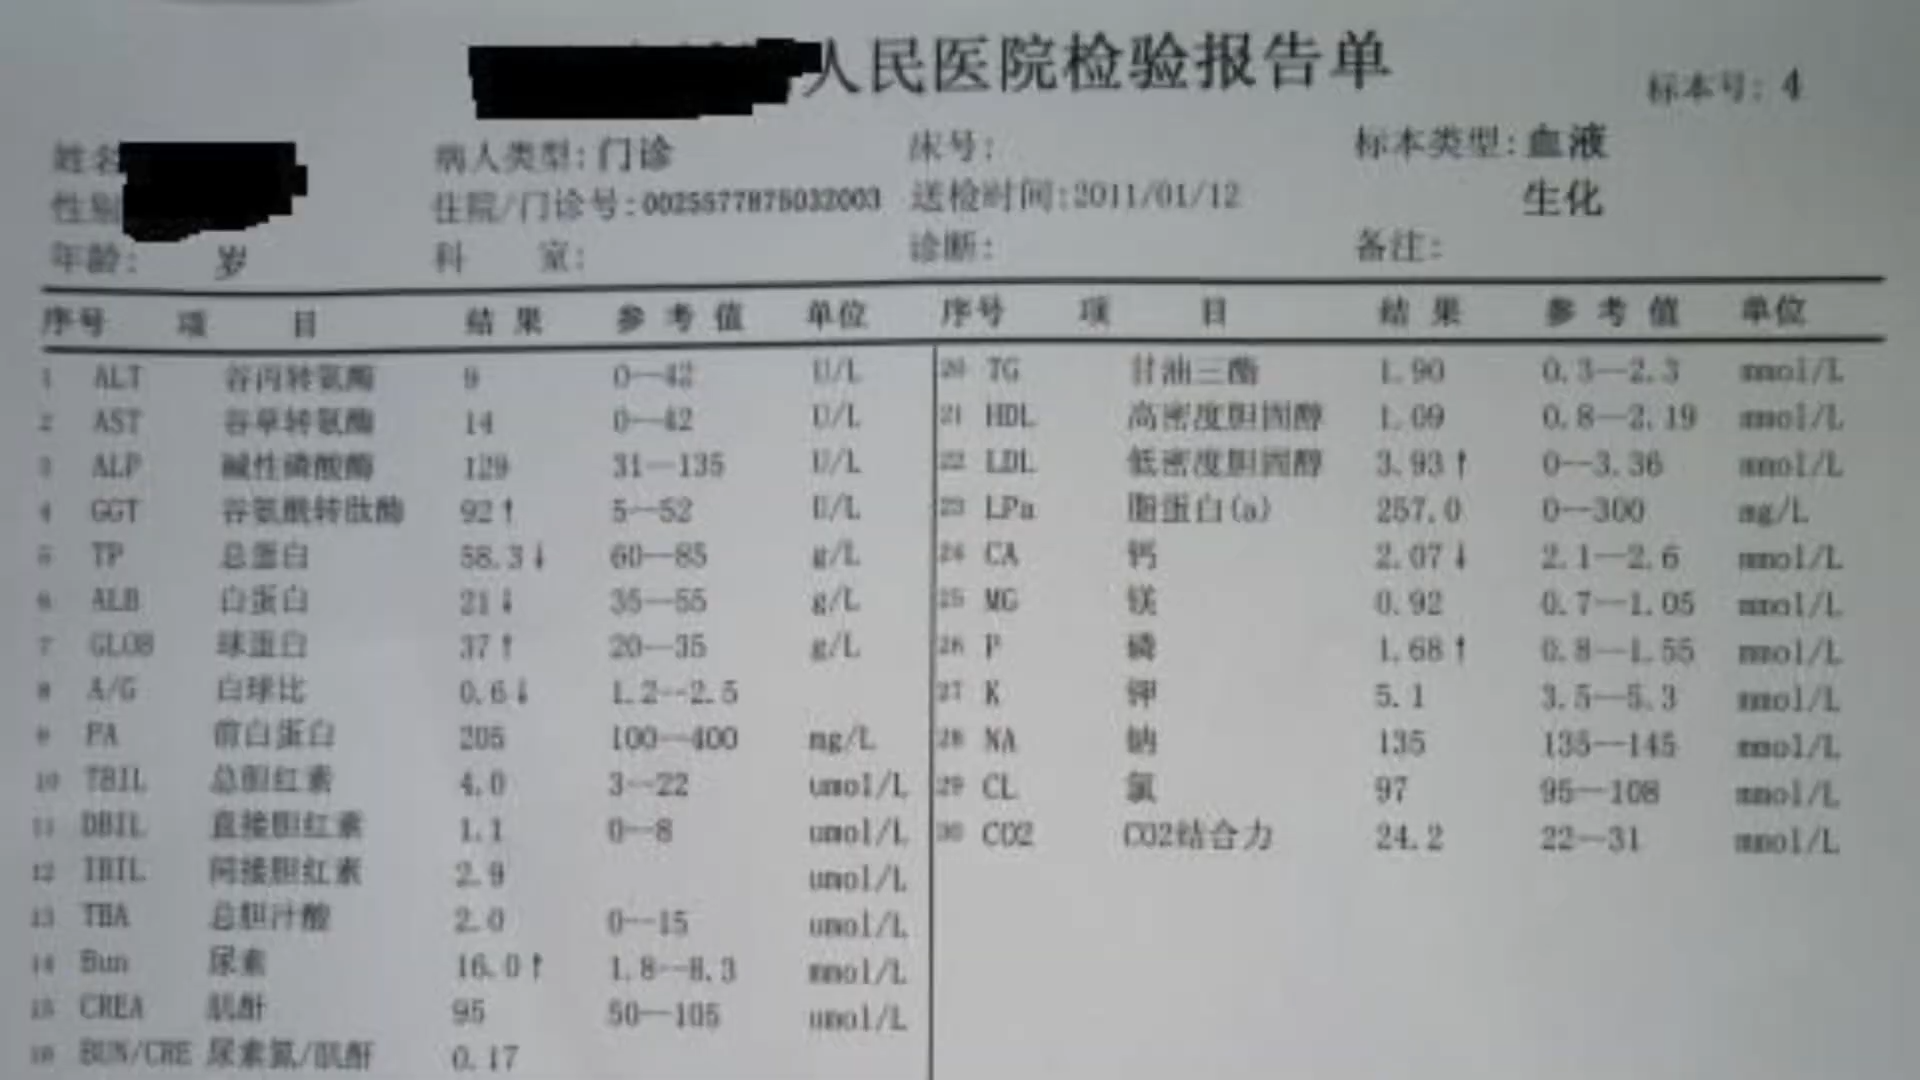 人民医院检验报告单
标本号: 4
姓名 病人类型: 门诊 床号: 标本类型: 血液
性别 住院/门诊号: 0025577875032003 送检时间: 2011/01/12 生化
年龄: 岁 科 室: 诊断: 备注:
序号 项 目 结 果 参 考 值 单位 序号 项 目 结 果 参 考 值 单位
1 ALT 谷丙转氨酶 9 0--42 U/L 20 TG 甘油三酯 1.90 0.3--2.3 mmol/L
2 AST 谷草转氨酶 14 0--42 U/L 21 HDL 高密度胆固醇 1.09 0.8--2.19 mmol/L
3 ALP 碱性磷酸酶 129 31--135 U/L 22 LDL 低密度胆固醇 3.93↑ 0--3.36 mmol/L
4 GGT 谷氨酰转肽酶 92↑ 5--52 U/L 23 LPa 脂蛋白(a) 257.0 0--300 mg/L
5 TP 总蛋白 58.3↓ 60--85 g/L 24 CA 钙 2.07↓ 2.1--2.6 mmol/L
6 ALB 白蛋白 21↓ 35--55 g/L 25 MG 镁 0.92 0.7--1.05 mmol/L
7 GLOB 球蛋白 37↑ 20--35 g/L 26 P 磷 1.68↑ 0.8--1.55 mmol/L
8 A/G 白球比 0.6↓ 1.2--2.5 27 K 钾 5.1 3.5--5.3 mmol/L
9 PA 前白蛋白 205 100--400 mg/L 28 NA 钠 135 135--145 mmol/L
10 TBIL 总胆红素 4.0 3--22 umol/L 29 CL 氯 97 95--108 mmol/L
11 DBIL 直接胆红素 1.1 0--8 umol/L 30 CO2 CO2结合力 24.2 22--31 mmol/L
12 IBIL 间接胆红素 2.9 umol/L
13 TBA 总胆汁酸 2.0 0--15 umol/L
14 Bun 尿素 16.0↑ 1.8--8.3 mmol/L
15 CREA 肌酐 95 50--105 umol/L
16 BUN/CRE 尿素氮/肌酐 0.17